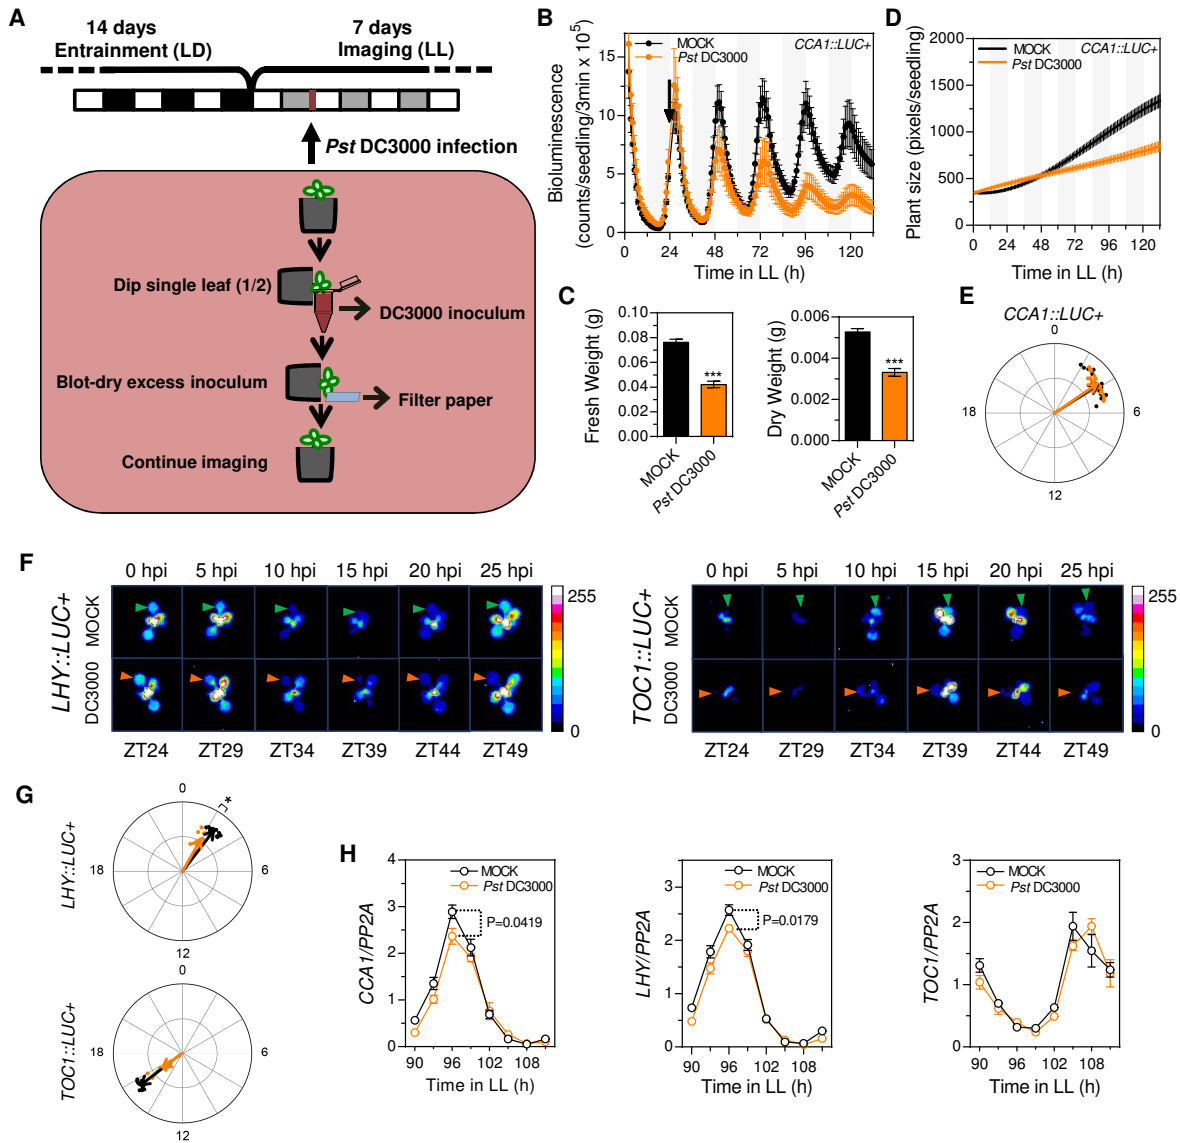 A
14 days
Entrainment (LD)
7 days
Imaging (LL)
Pst DC3000 infection
Dip single leaf (1/2)
DC3000 inoculum
Blot-dry excess inoculum
Filter paper
Continue imaging
B
MOCK
Pst DC3000
CCA1::LUC+
Bioluminescence
(counts/seedling/3min x 10⁵)
15
10
5
0
0 24 48 72 96 120
Time in LL (h)
C
Fresh Weight (g)
0.10
0.080
0.06
0.04
0.02
0.00
***
MOCK
Pst DC3000
Dry Weight (g)
0.006
0.004
0.002
0.000
***
MOCK
Pst DC3000
D
MOCK
Pst DC3000
CCA1::LUC+
Plant size (pixels/seedling)
2000
1500
1000
500
0
0 24 48 72 96 120
Time in LL (h)
E
CCA1::LUC+
0
18 6
12
F
LHY::LUC+
MOCK
DC3000
0 hpi 5 hpi 10 hpi 15 hpi 20 hpi 25 hpi
255
0
ZT24 ZT29 ZT34 ZT39 ZT44 ZT49
TOC1::LUC+
MOCK
DC3000
0 hpi 5 hpi 10 hpi 15 hpi 20 hpi 25 hpi
255
0
ZT24 ZT29 ZT34 ZT39 ZT44 ZT49
G
LHY::LUC+
0
*
18 6
12
TOC1::LUC+
0
18 6
12
H
CCA1/PP2A
4
3
2
1
0
MOCK
Pst DC3000
P=0.0419
90 96 102 108
Time in LL (h)
LHY/PP2A
3
2
1
0
MOCK
Pst DC3000
P=0.0179
90 96 102 108
Time in LL (h)
TOC1/PP2A
3
2
1
0
MOCK
Pst DC3000
90 96 102 108
Time in LL (h)